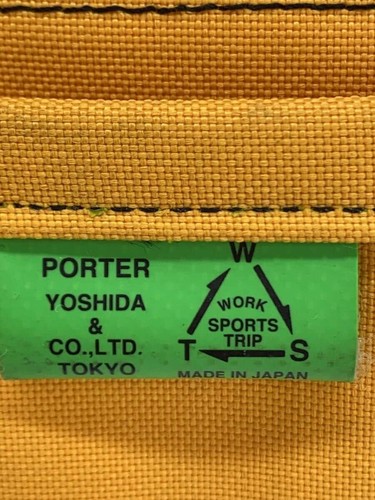 PORTER
YOSHIDA
&
CO.,LTD.
TOKYO
W
WORK
SPORTS
TRIP
T S
MADE IN JAPAN